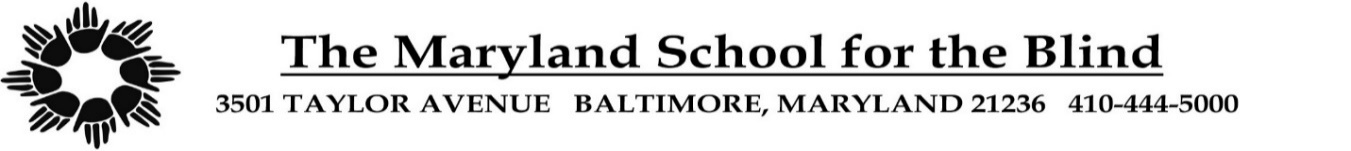 The Maryland School for the Blind
3501 TAYLOR AVENUE BALTIMORE, MARYLAND 21236 410-444-5000